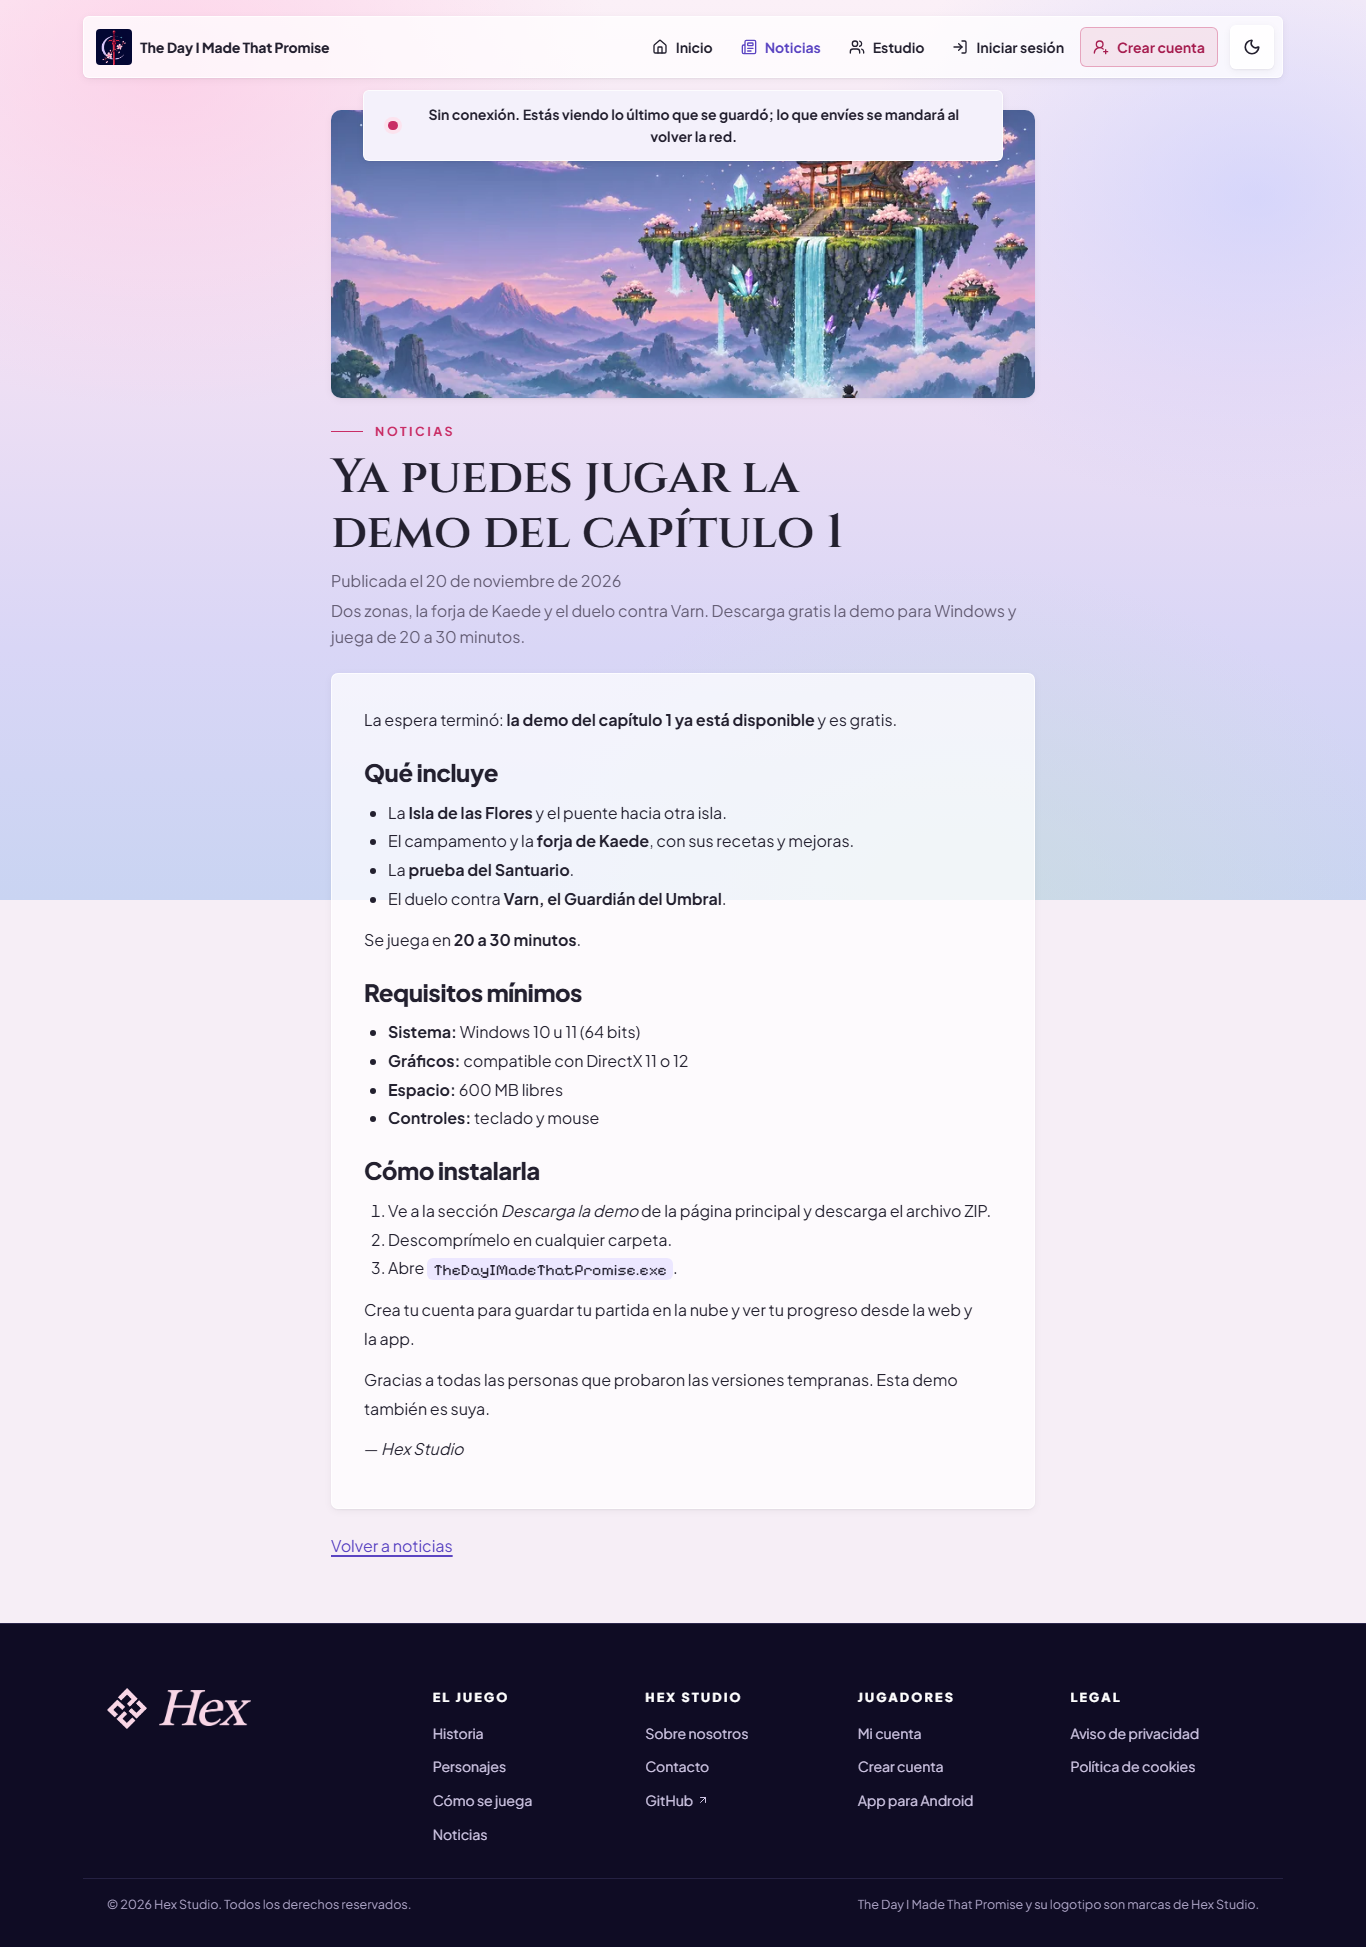 The Day I Made That Promise
Inicio
Noticias
Estudio
Iniciar sesión
Crear cuenta
Sin conexión. Estás viendo lo último que se guardó; lo que envíes se mandará al
volver la red.
NOTICIAS
Ya puedes jugar la
demo del capítulo 1
Publicada el 20 de noviembre de 2026
Dos zonas, la forja de Kaede y el duelo contra Varn. Descarga gratis la demo para Windows y
juega de 20 a 30 minutos.
La espera terminó: la demo del capítulo 1 ya está disponible y es gratis.
Qué incluye
• La Isla de las Flores y el puente hacia otra isla.
• El campamento y la forja de Kaede, con sus recetas y mejoras.
• La prueba del Santuario.
• El duelo contra Varn, el Guardián del Umbral.
Se juega en 20 a 30 minutos.
Requisitos mínimos
• Sistema: Windows 10 u 11 (64 bits)
• Gráficos: compatible con DirectX 11 o 12
• Espacio: 600 MB libres
• Controles: teclado y mouse
Cómo instalarla
1. Ve a la sección Descarga la demo de la página principal y descarga el archivo ZIP.
2. Descomprímelo en cualquier carpeta.
3. Abre TheDayIMadeThatPromise.exe.
Crea tu cuenta para guardar tu partida en la nube y ver tu progreso desde la web y
la app.
Gracias a todas las personas que probaron las versiones tempranas. Esta demo
también es suya.
— Hex Studio
Volver a noticias
Hex
EL JUEGO
Historia
Personajes
Cómo se juega
Noticias
HEX STUDIO
Sobre nosotros
Contacto
GitHub
JUGADORES
Mi cuenta
Crear cuenta
App para Android
LEGAL
Aviso de privacidad
Política de cookies
© 2026 Hex Studio. Todos los derechos reservados.
The Day I Made That Promise y su logotipo son marcas de Hex Studio.